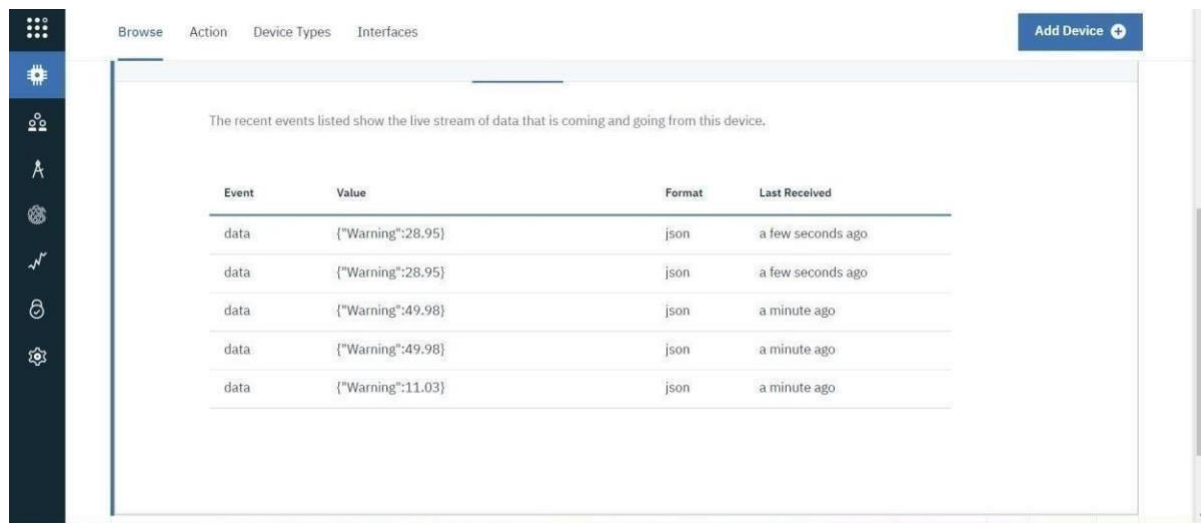 Browse Action Device Types Interfaces Add Device
The recent events listed show the live stream of data that is coming and going from this device.
Event Value Format Last Received
data {"Warning":28.95} json a few seconds ago
data {"Warning":28.95} json a few seconds ago
data {"Warning":49.98} json a minute ago
data {"Warning":49.98} json a minute ago
data {"Warning":11.03} json a minute ago